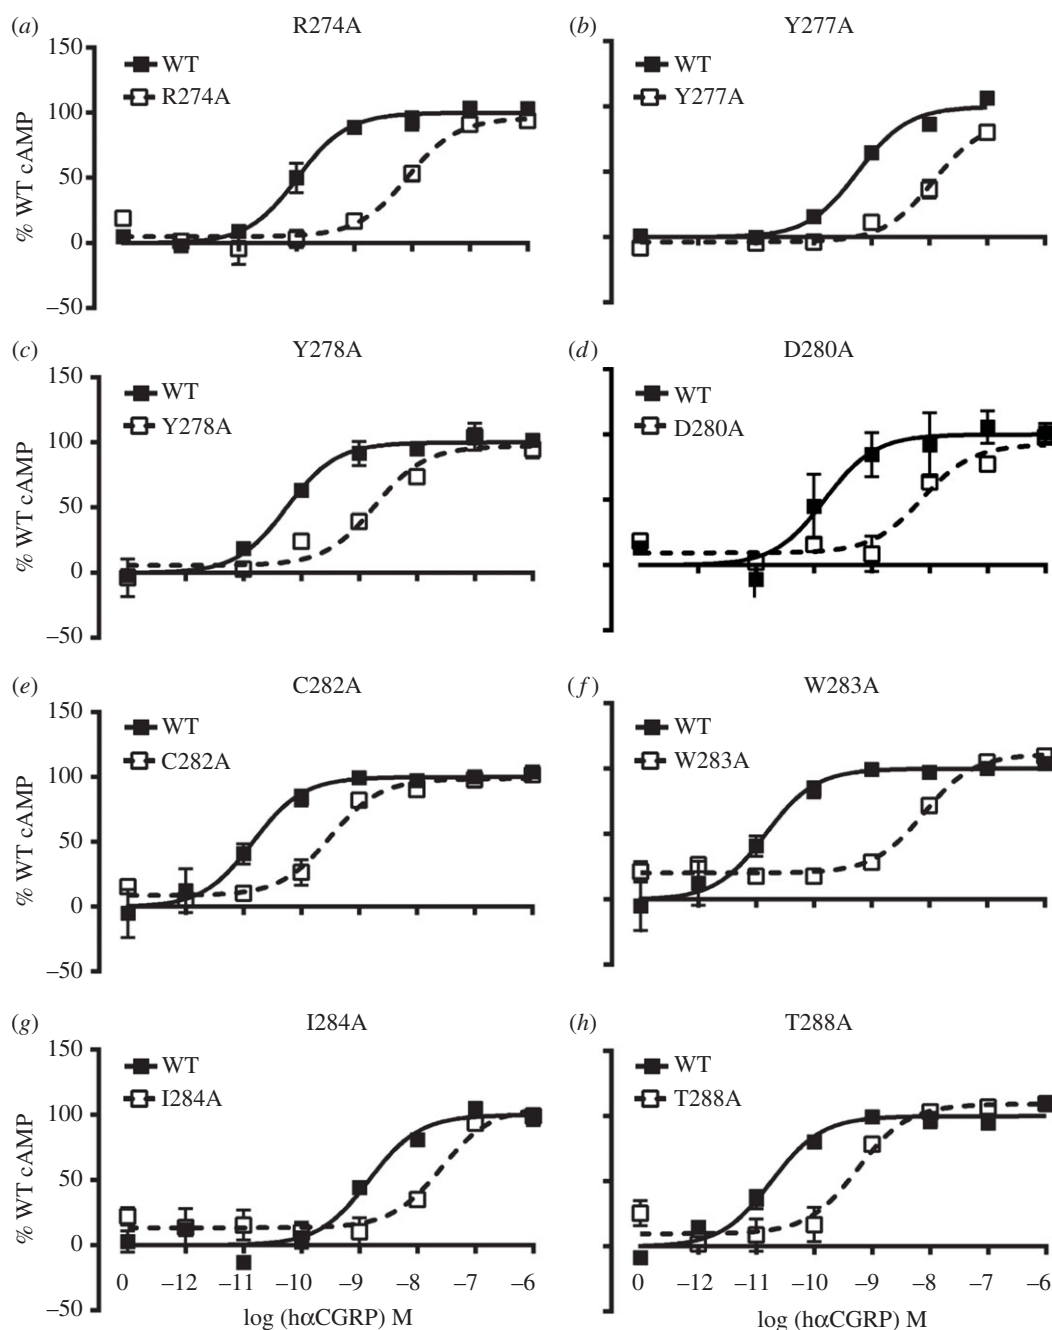 (a) R274A (b) Y277A
150
WT WT
R274A Y277A
100
50
0
–50
% WT cAMP
(c) Y278A (d) D280A
150
WT WT
Y278A D280A
100
50
0
–50
% WT cAMP
(e) C282A (f) W283A
150
WT WT
C282A W283A
100
50
0
–50
% WT cAMP
(g) I284A (h) T288A
150
WT WT
I284A T288A
100
50
0
–50
% WT cAMP
0 –12 –11 –10 –9 –8 –7 –6 0 –12 –11 –10 –9 –8 –7 –6
log (hαCGRP) M log (hαCGRP) M